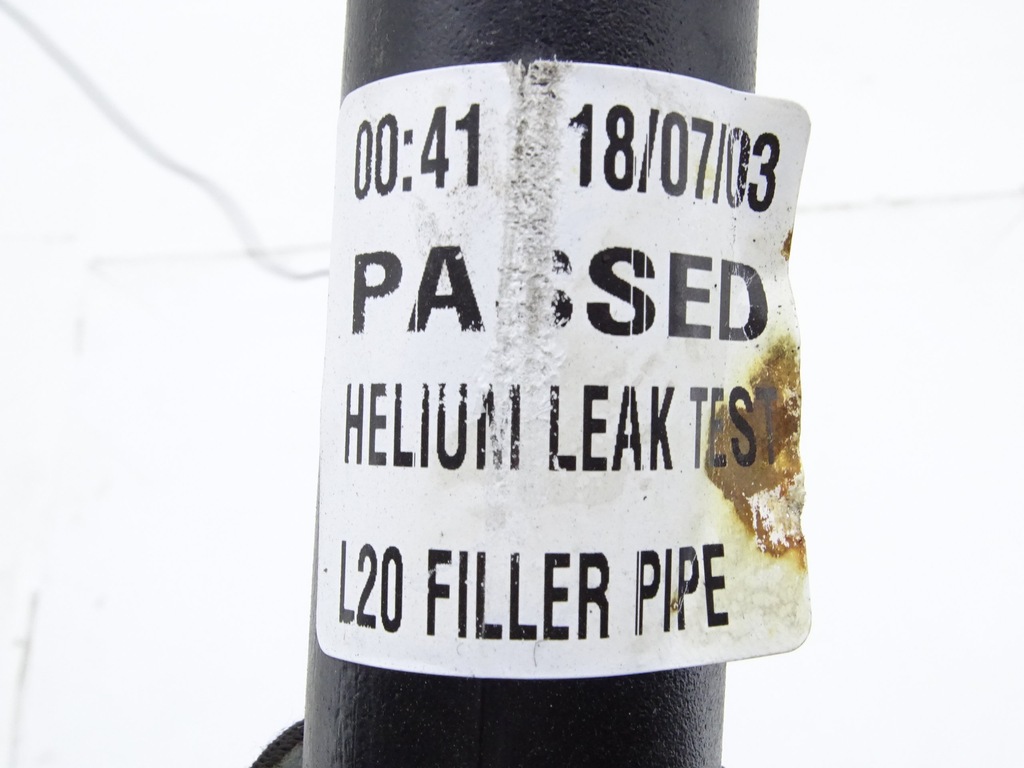 00:41 18/07/03
PASSED
HELIUM LEAK TEST
L20 FILLER PIPE